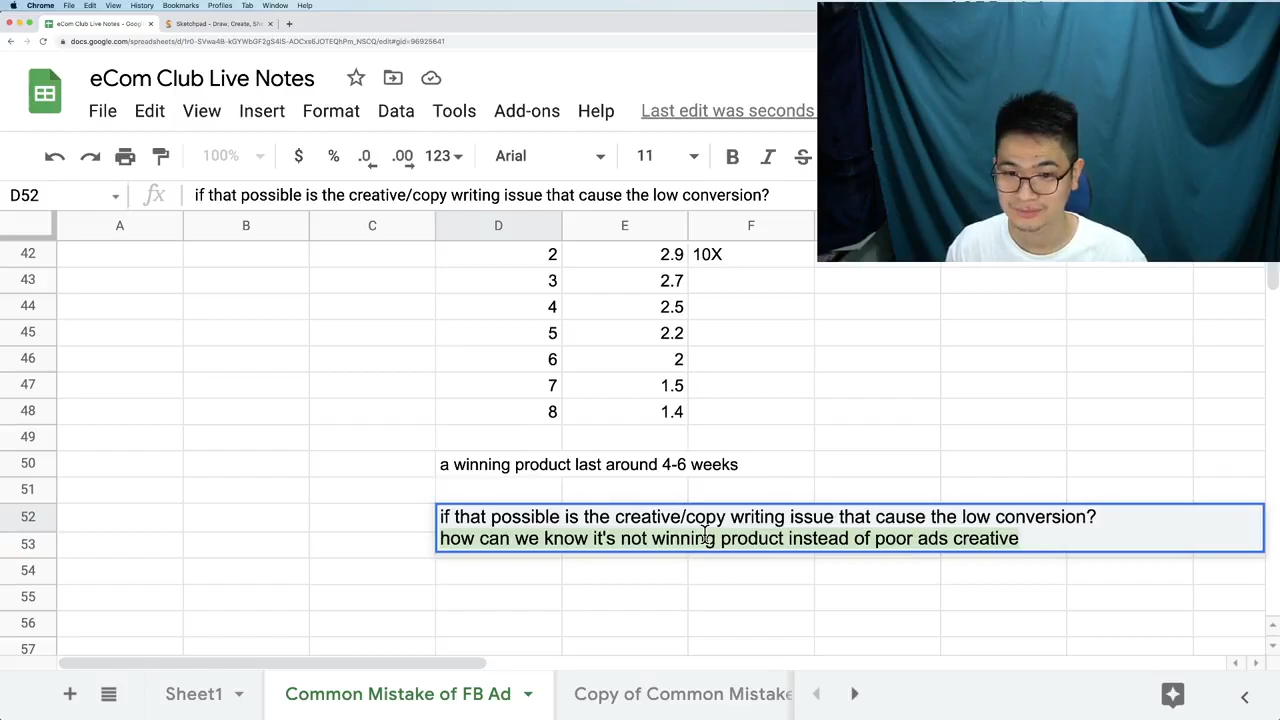 Chrome File Edit View History Bookmarks Profiles Tab Window Help
eCom Club Live Notes - Googl Sketchpad - Draw, Create, Sha
eCom Club Live Notes
File Edit View Insert Format Data Tools Add-ons Help Last edit was seconds
100% $ % .0 .00 123 Arial 11 B I S
D52 fx if that possible is the creative/copy writing issue that cause the low conversion?
A B C D E F
42 2 2.9 10X
43 3 2.7
44 4 2.5
45 5 2.2
46 6 2
47 7 1.5
48 8 1.4
49
50 a winning product last around 4-6 weeks
51
52 if that possible is the creative/copy writing issue that cause the low conversion?
53 how can we know it's not winning product instead of poor ads creative
54
55
56
57
+ Sheet1 Common Mistake of FB Ad Copy of Common Mistake